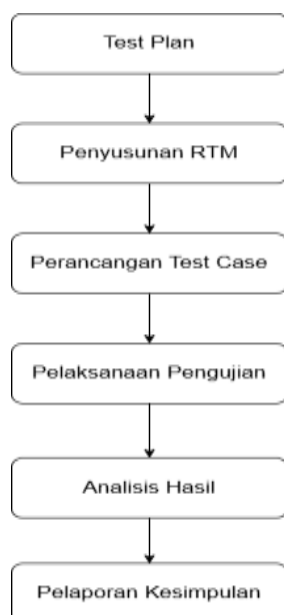 Test Plan
Penyusunan RTM
Perancangan Test Case
Pelaksanaan Pengujian
Analisis Hasil
Pelaporan Kesimpulan